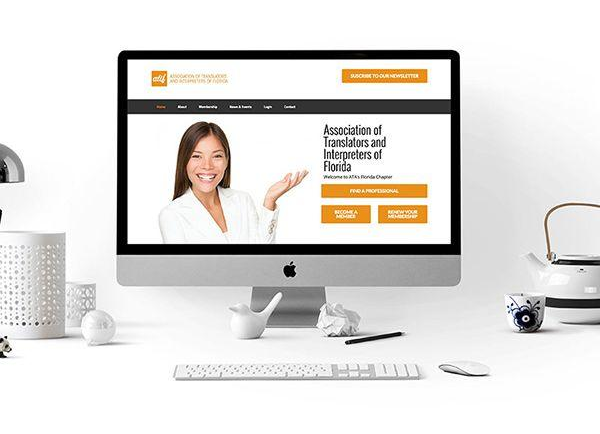 atif
ASSOCIATION OF TRANSLATORS
AND INTERPRETERS OF FLORIDA
SUSCRIBE TO OUR NEWSLETTER
Home About Membership News & Events Login Contact
Association of
Translators and
Interpreters of
Florida
Welcome to ATA's Florida Chapter
FIND A PROFESSIONAL
BECOME A
MEMBER
RENEW YOUR
MEMBERSHIP